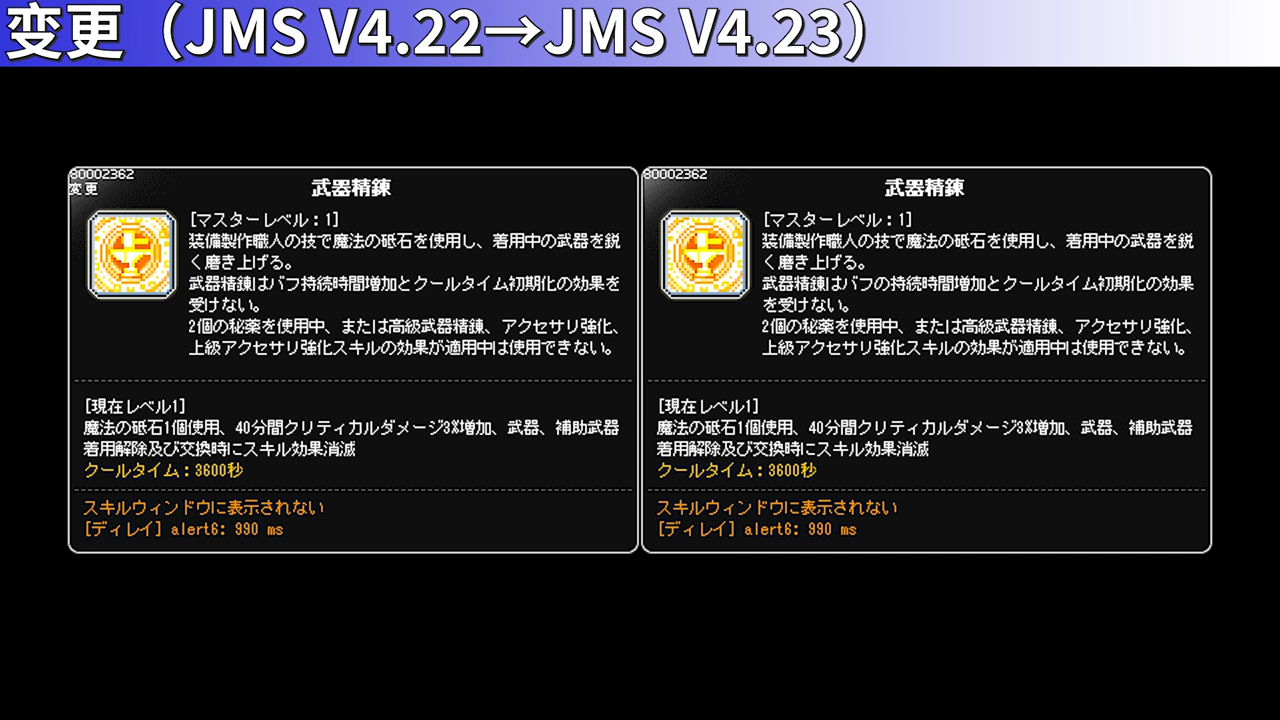 変更（JMS V4.22→JMS V4.23）
80002362
変更
武器精錬
[マスターレベル：1]
装備製作職人の技で魔法の砥石を使用し、着用中の武器を鋭
く磨き上げる。
武器精錬はバフ持続時間増加とクールタイム初期化の効果を
受けない。
2個の秘薬を使用中、または高級武器精錬、アクセサリ強化、
上級アクセサリ強化スキルの効果が適用中は使用できない。
[現在レベル1]
魔法の砥石1個使用、40分間クリティカルダメージ3%増加、武器、補助武器
着用解除及び交換時にスキル効果消滅
クールタイム：3600秒
スキルウィンドウに表示されない
[ディレイ] alert6: 990 ms
80002362
武器精錬
[マスターレベル：1]
装備製作職人の技で魔法の砥石を使用し、着用中の武器を鋭
く磨き上げる。
武器精錬はバフの持続時間増加とクールタイム初期化の効果
を受けない。
2個の秘薬を使用中、または高級武器精錬、アクセサリ強化、
上級アクセサリ強化スキルの効果が適用中は使用できない。
[現在レベル1]
魔法の砥石1個使用、40分間クリティカルダメージ3%増加、武器、補助武器
着用解除及び交換時にスキル効果消滅
クールタイム：3600秒
スキルウィンドウに表示されない
[ディレイ] alert6: 990 ms